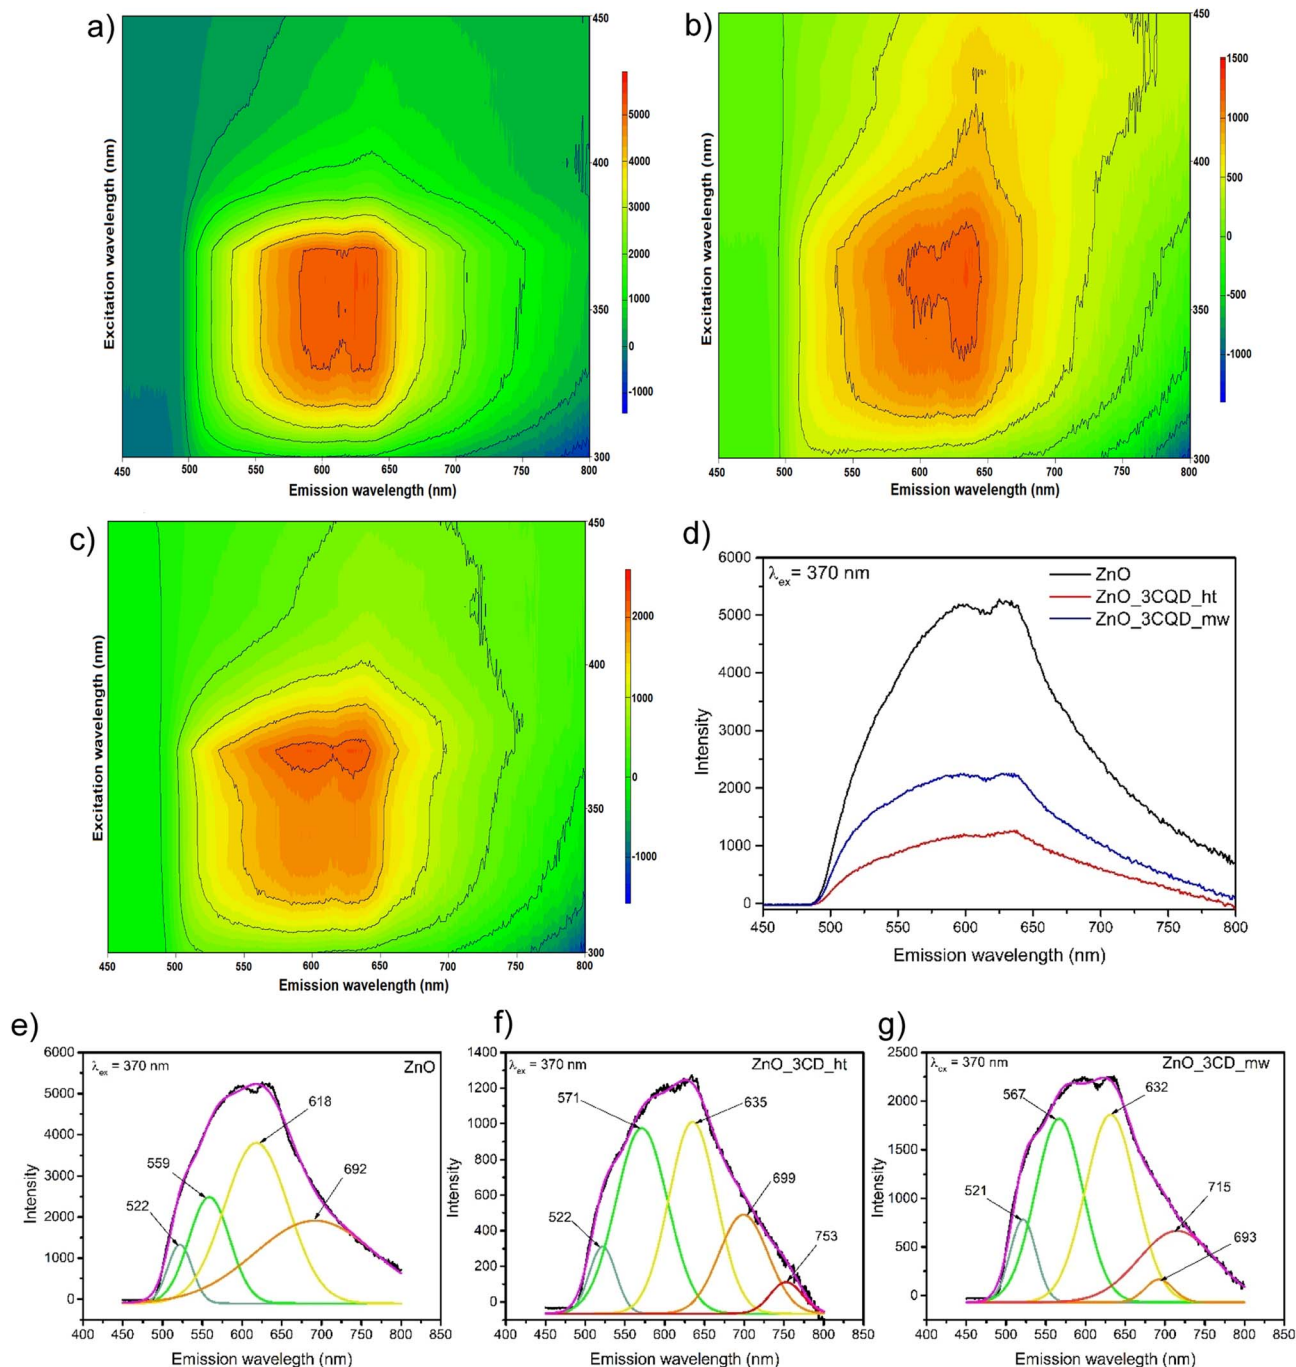 a)
450
400
350
300
Excitation wavelength (nm)
5000
4000
3000
2000
1000
0
-1000
450 500 550 600 650 700 750 800
Emission wavelength (nm)
b)
450
400
350
300
Excitation wavelength (nm)
1500
1000
500
0
-500
-1000
450 500 550 600 650 700 750 800
Emission wavelength (nm)
c)
450
400
350
300
Excitation wavelength (nm)
2000
1000
0
-1000
450 500 550 600 650 700 750 800
Emission wavelength (nm)
d)
λex= 370 nm
ZnO
ZnO_3CQD_ht
ZnO_3CQD_mw
Intensity
6000
5000
4000
3000
2000
1000
0
450 500 550 600 650 700 750 800
Emission wavelength (nm)
e)
λex = 370 nm
ZnO
Intensity
6000
5000
4000
3000
2000
1000
0
522
559
618
692
400 450 500 550 600 650 700 750 800 850
Emission wavelegth (nm)
f)
λex = 370 nm
ZnO_3CD_ht
Intensity
1400
1200
1000
800
600
400
200
0
522
571
635
699
753
400 450 500 550 600 650 700 750 800 850
Emission wavelength (nm)
g)
λex = 370 nm
ZnO_3CD_mw
Intensity
2500
2000
1500
1000
500
0
521
567
632
715
693
400 450 500 550 600 650 700 750 800 850
Emission wavelength (nm)